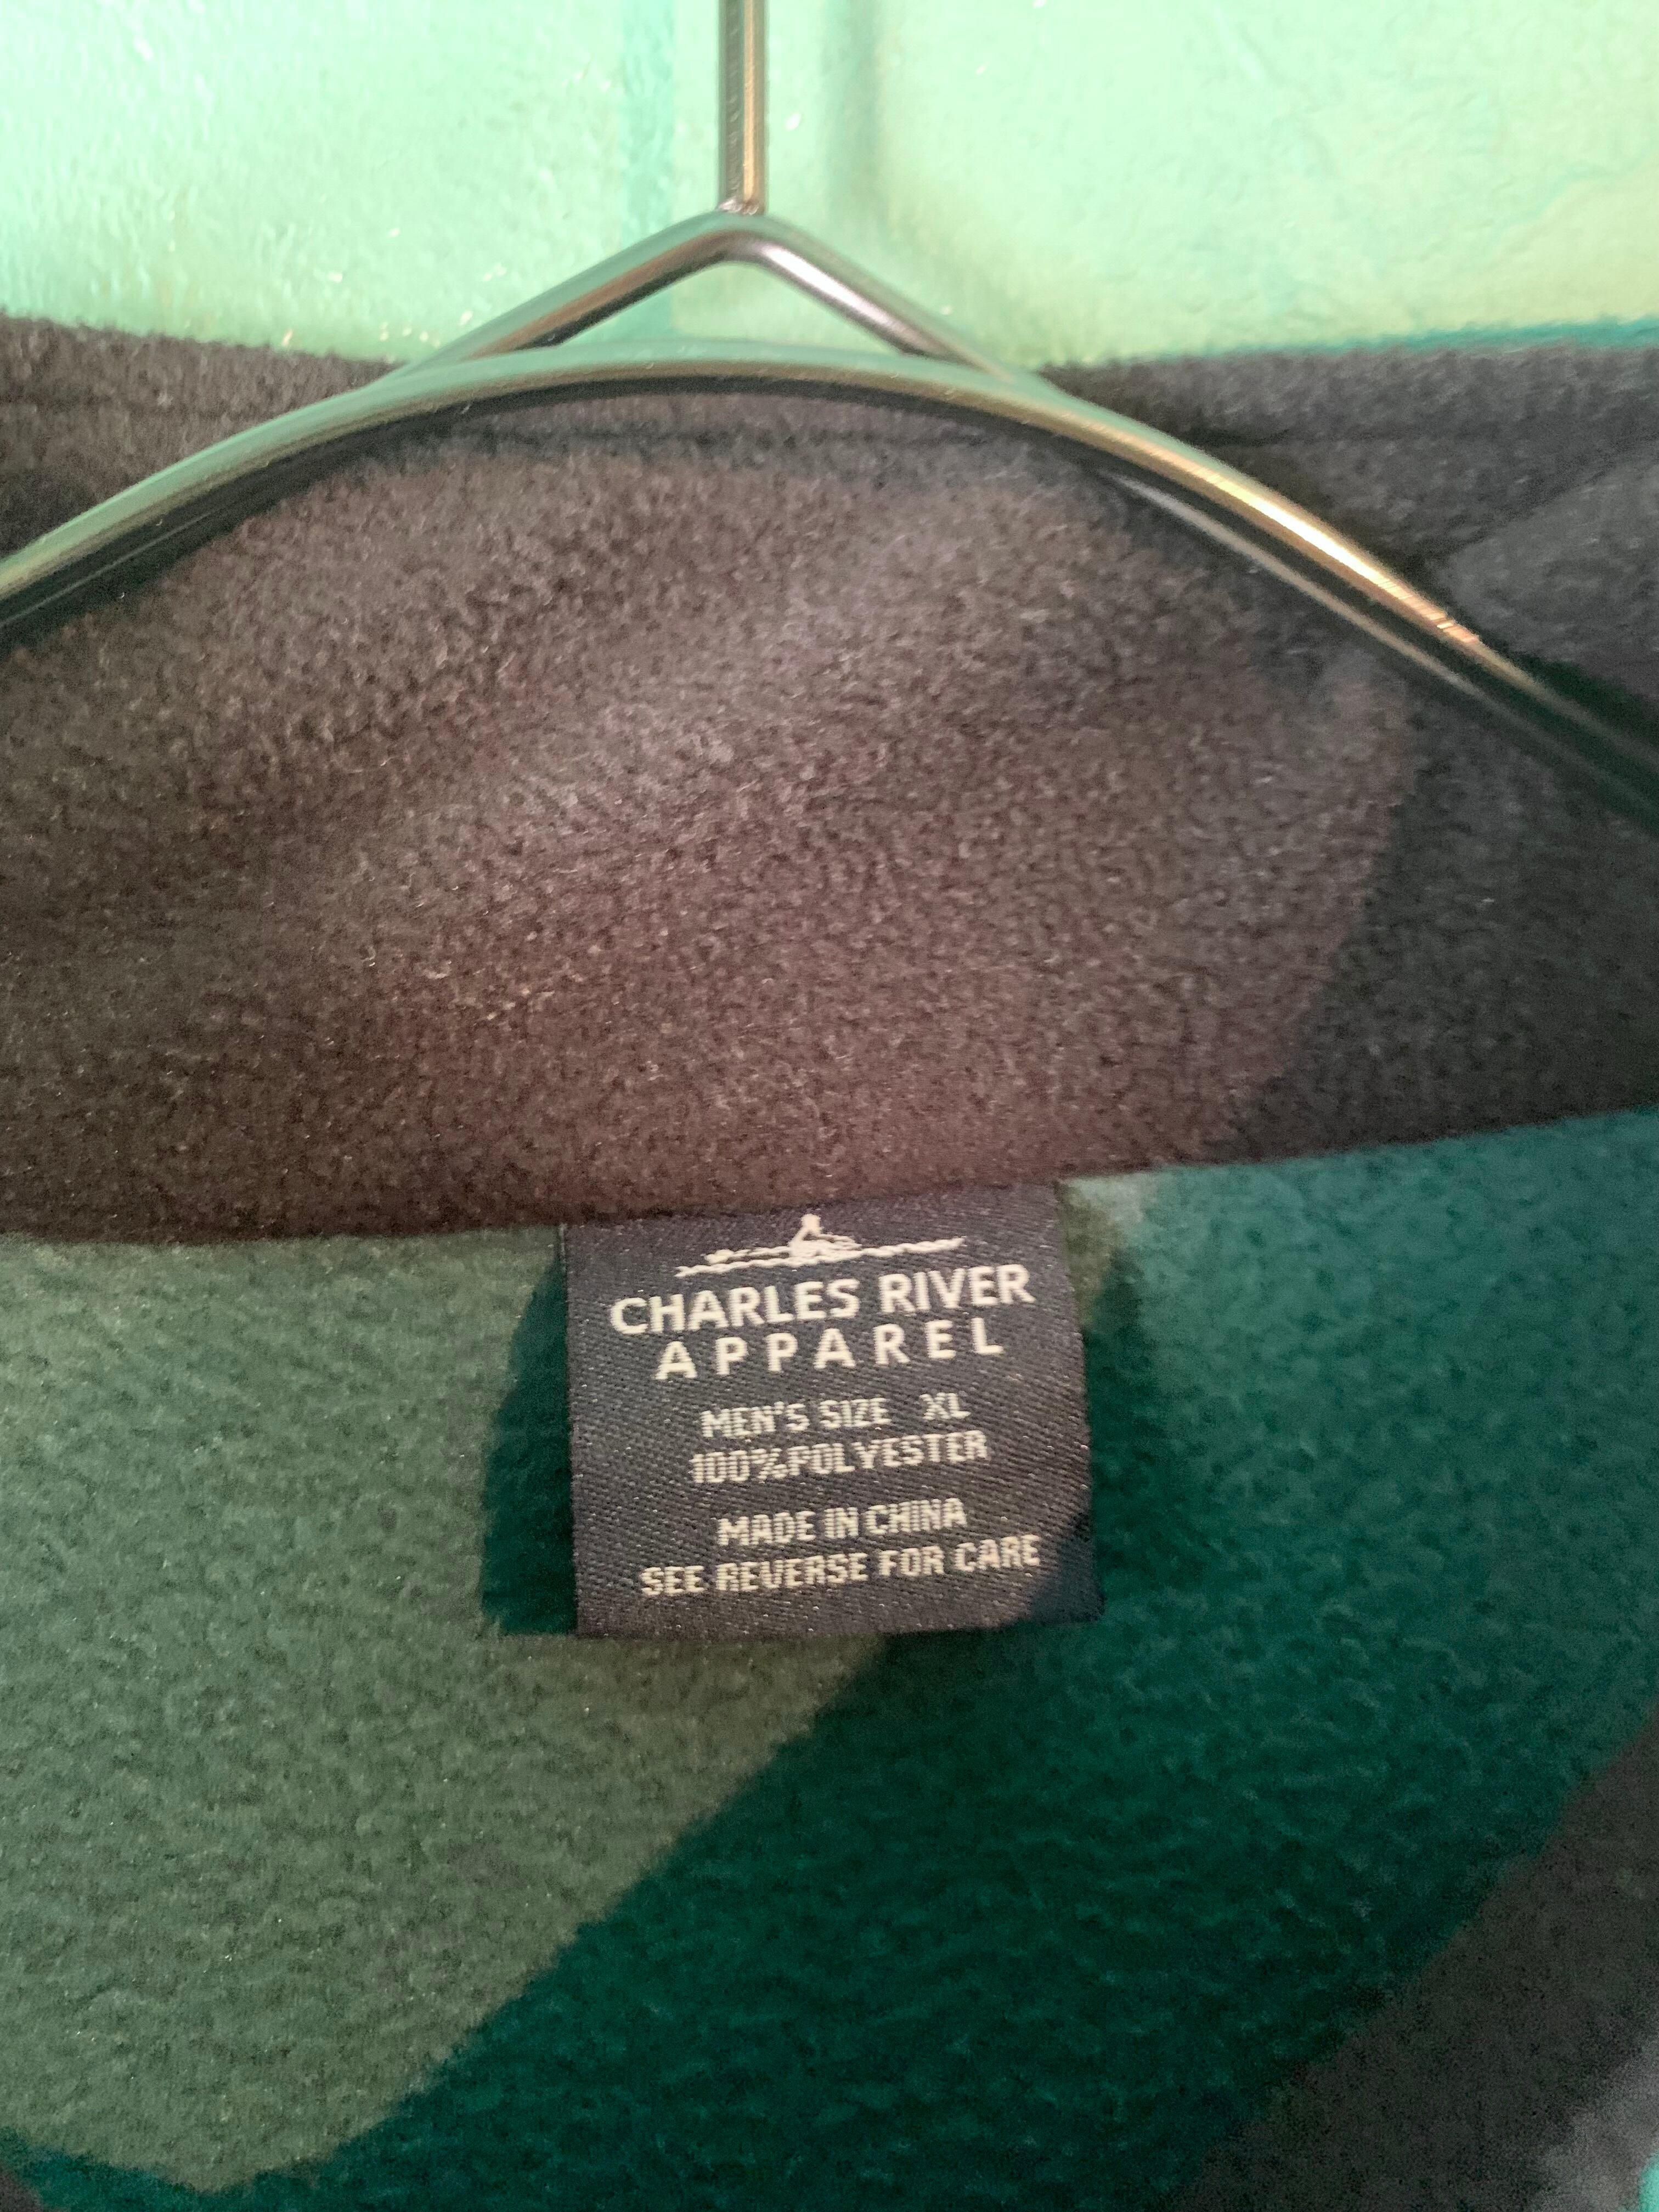 CHARLES RIVER
APPAREL
MEN'S SIZE XL
100%POLYESTER
MADE IN CHINA
SEE REVERSE FOR CARE